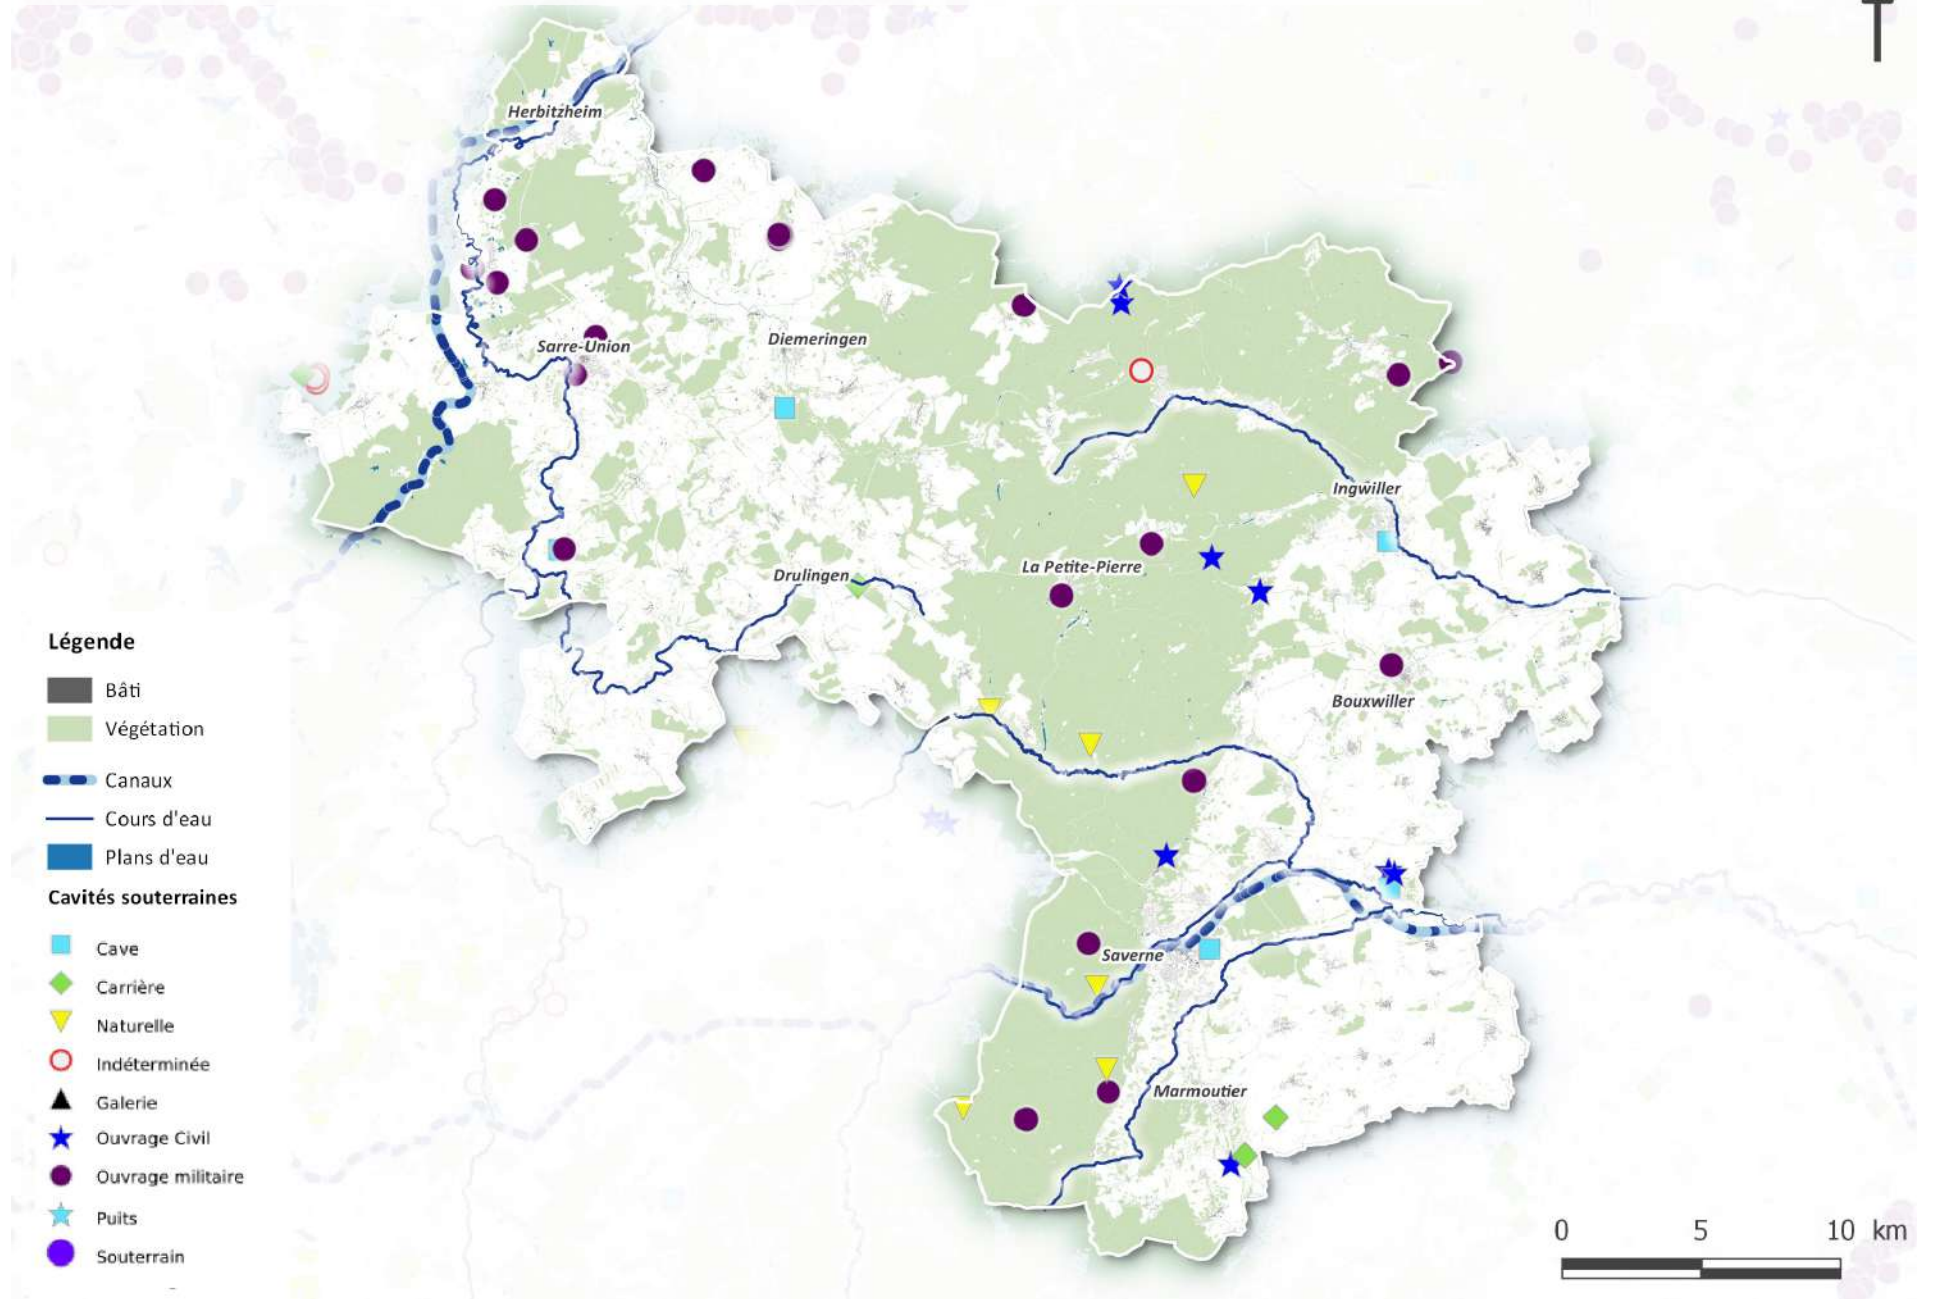 Herbitzheim
Sarre-Union
Diemeringen
Ingwiller
La Petite-Pierre
Drulingen
Bouxwiller
Saverne
Marmoutier
Légende
Bâti
Végétation
Canaux
Cours d'eau
Plans d'eau
Cavités souterraines
Cave
Carrière
Naturelle
Indéterminée
Galerie
Ouvrage Civil
Ouvrage militaire
Puits
Souterrain
0 5 10 km